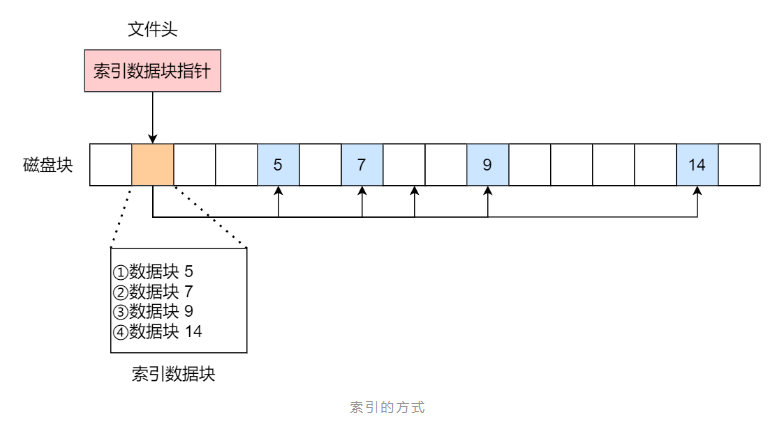 文件头
索引数据块指针
磁盘块
5
7
9
14
①数据块 5
②数据块 7
③数据块 9
④数据块 14
索引数据块
索引的方式